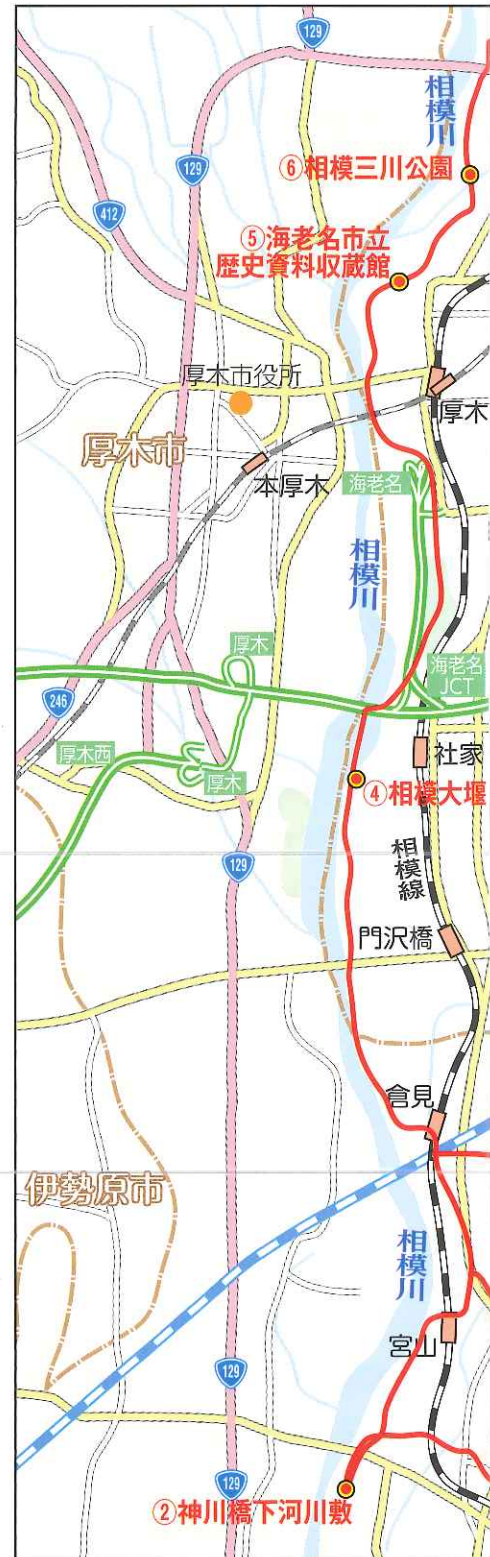 129
相模川
⑥相模三川公園
129
412
⑤海老名市立
歴史資料収蔵館
厚木市役所
厚木
厚木市
本厚木
海老名
相模川
厚木
海老名
JCT
246
厚木西
厚木
社家
④相模大堰
相模線
129
門沢橋
倉見
伊勢原市
相模川
宮山
129
129
②神川橋下河川敷